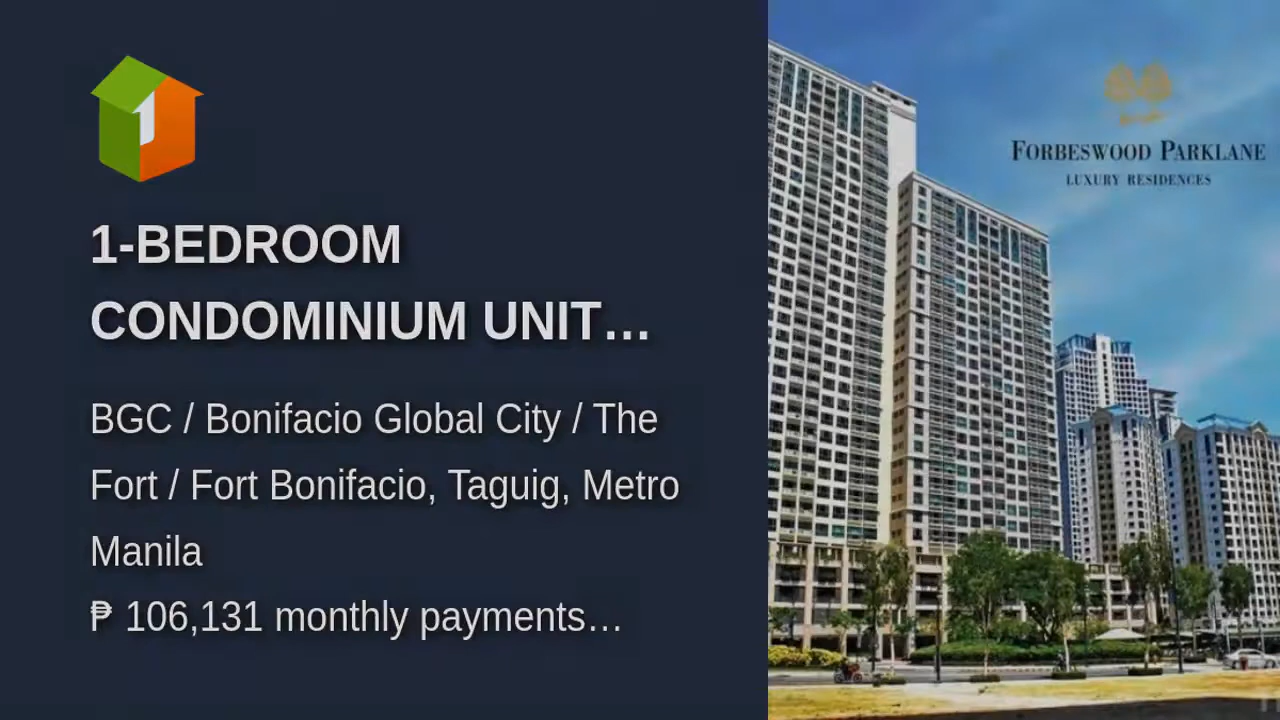 1-BEDROOM
CONDOMINIUM UNIT…
BGC / Bonifacio Global City / The
Fort / Fort Bonifacio, Taguig, Metro
Manila
₱ 106,131 monthly payments…
FORBESWOOD PARKLANE
LUXURY RESIDENCES